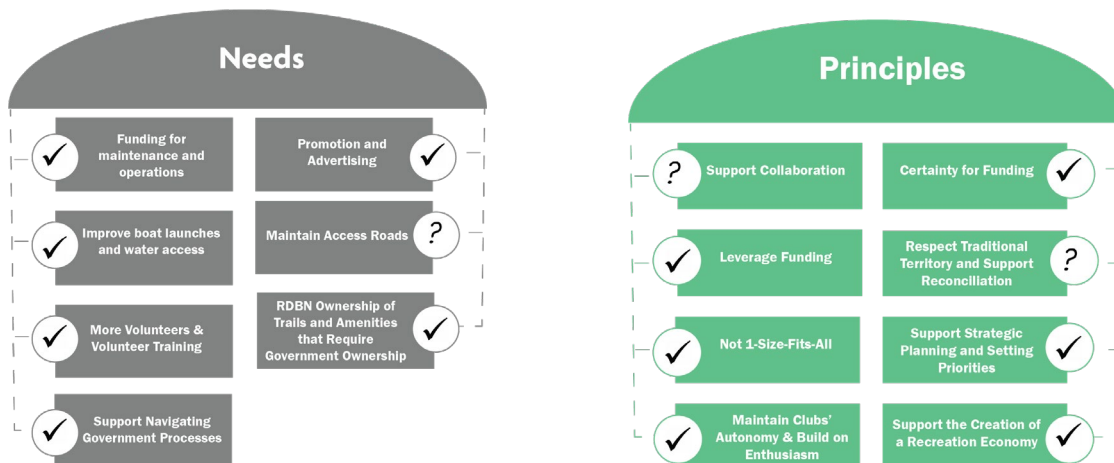 Needs
Funding for
maintenance and
operations
Promotion and
Advertising
Improve boat launches
and water access
Maintain Access Roads
?
More Volunteers &
Volunteer Training
RDBN Ownership of
Trails and Amenities
that Require
Government Ownership
Support Navigating
Government Processes
Principles
?
Support Collaboration
Certainty for Funding
Leverage Funding
Respect Traditional
Territory and Support
Reconciliation
?
Not 1-Size-Fits-All
Support Strategic
Planning and Setting
Priorities
Maintain Clubs'
Autonomy & Build on
Enthusiasm
Support the Creation of
a Recreation Economy